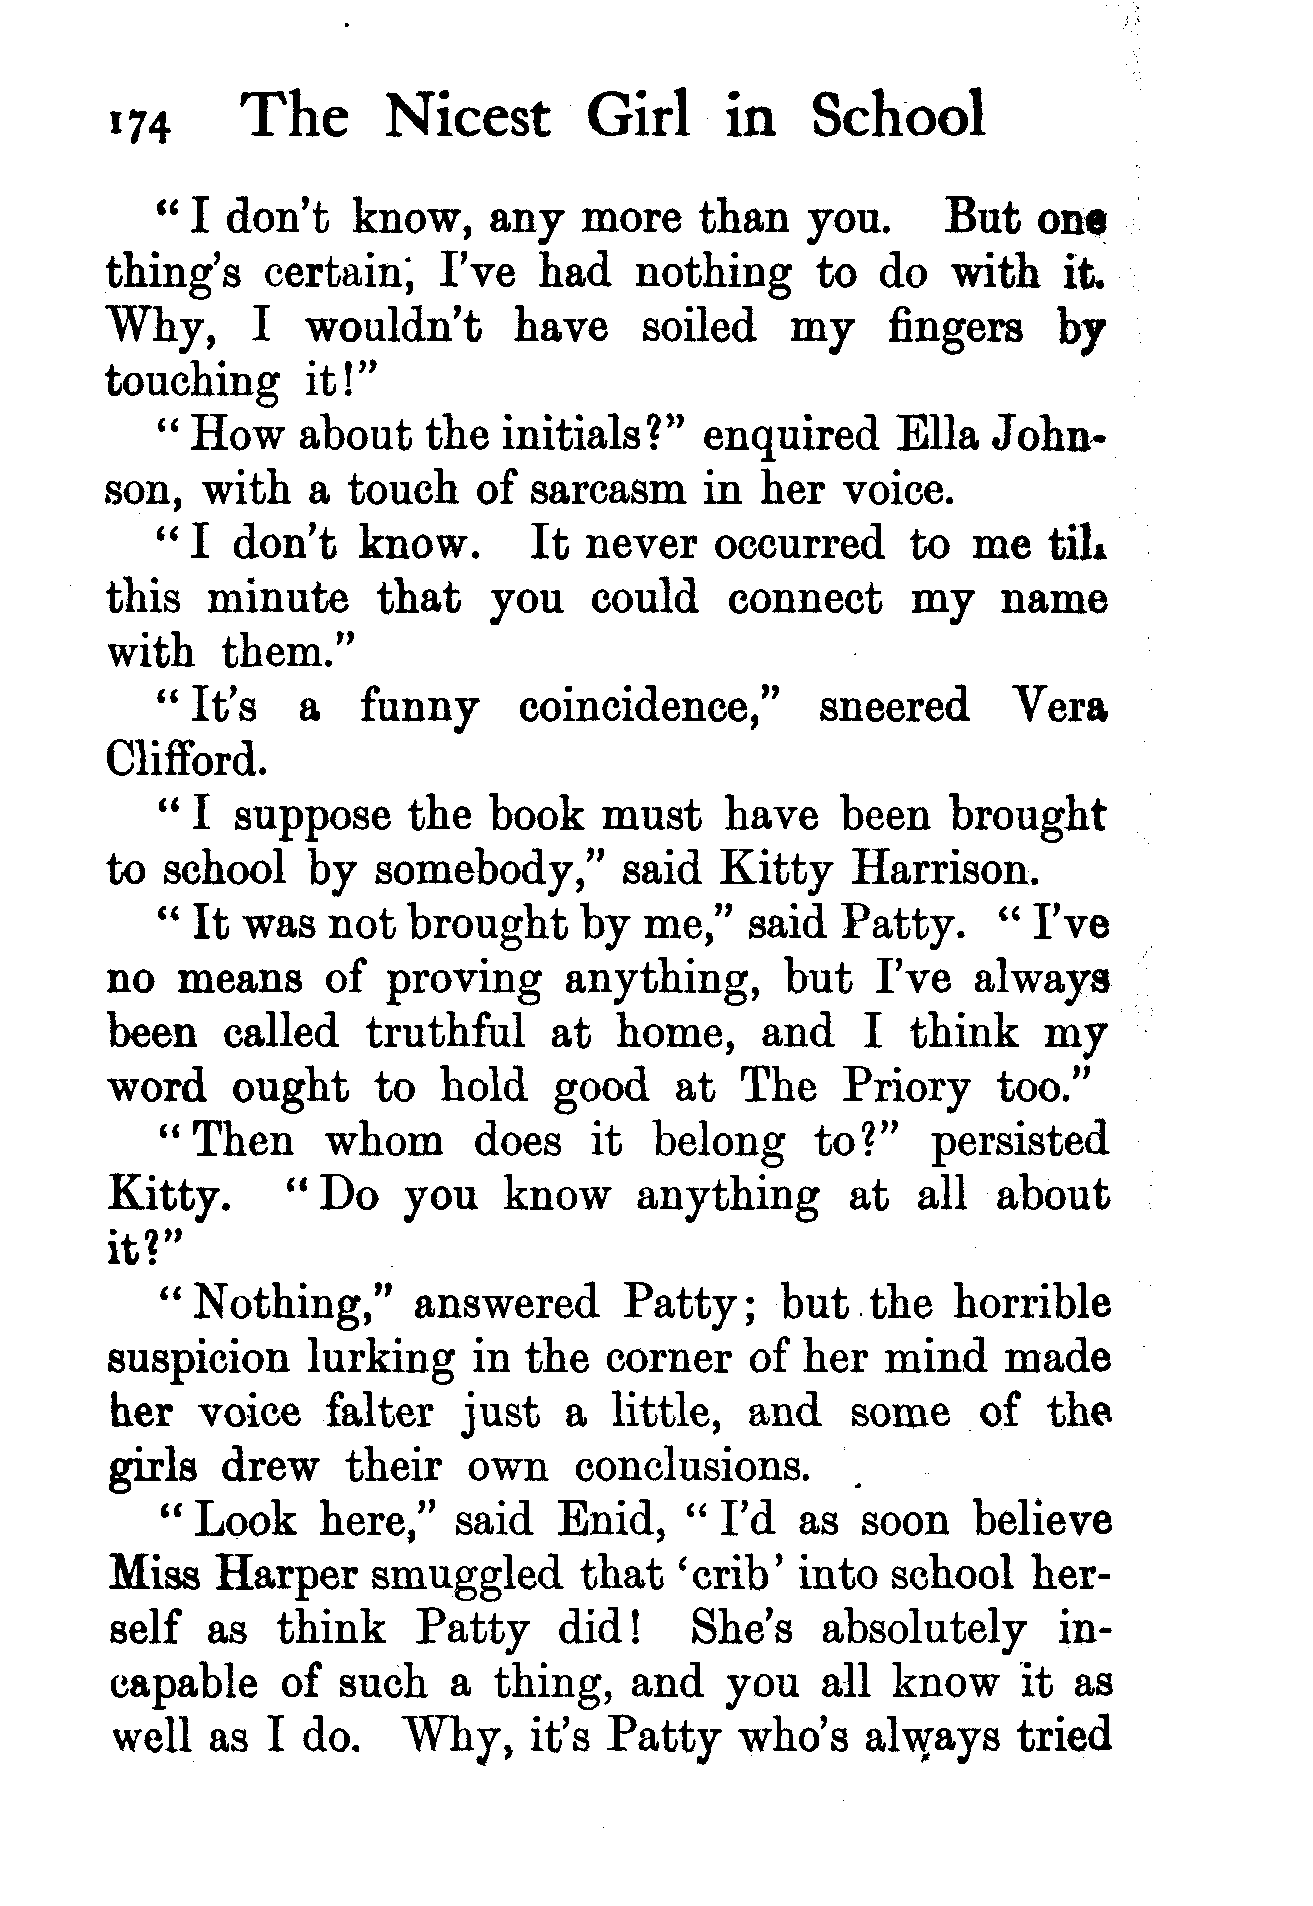 174 The Nicest Girl in School
“I don’t know, any more than you. But one
thing’s certain; I’ve had nothing to do with it.
Why, I wouldn’t have soiled my fingers by
touching it!”
“How about the initials?” enquired Ella John-
son, with a touch of sarcasm in her voice.
“I don’t know. It never occurred to me till
this minute that you could connect my name
with them.”
“It’s a funny coincidence,” sneered Vera
Clifford.
“I suppose the book must have been brought
to school by somebody,” said Kitty Harrison.
“It was not brought by me,” said Patty. “I’ve
no means of proving anything, but I’ve always
been called truthful at home, and I think my
word ought to hold good at The Priory too.”
“Then whom does it belong to?” persisted
Kitty. “Do you know anything at all about
it?”
“Nothing,” answered Patty; but the horrible
suspicion lurking in the corner of her mind made
her voice falter just a little, and some of the
girls drew their own conclusions.
“Look here,” said Enid, “I’d as soon believe
Miss Harper smuggled that ‘crib’ into school her-
self as think Patty did! She’s absolutely in-
capable of such a thing, and you all know it as
well as I do. Why, it’s Patty who’s always tried